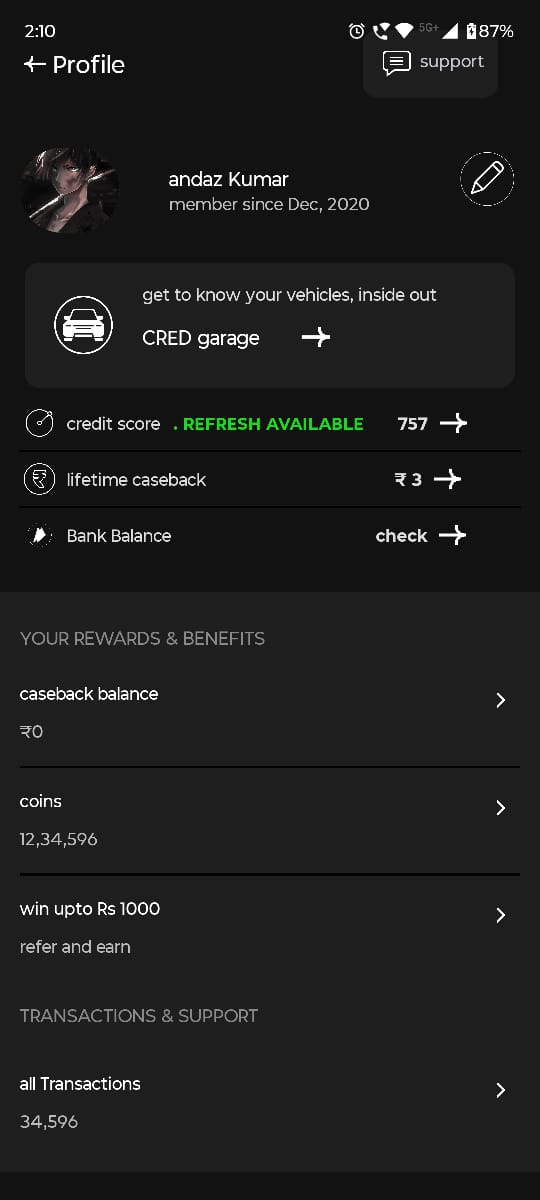 2:10
5G+
87%
Profile
support
andaz Kumar
member since Dec, 2020
get to know your vehicles, inside out
CRED garage
credit score . REFRESH AVAILABLE 757
lifetime caseback ₹ 3
Bank Balance check
YOUR REWARDS & BENEFITS
caseback balance
₹0
coins
12,34,596
win upto Rs 1000
refer and earn
TRANSACTIONS & SUPPORT
all Transactions
34,596